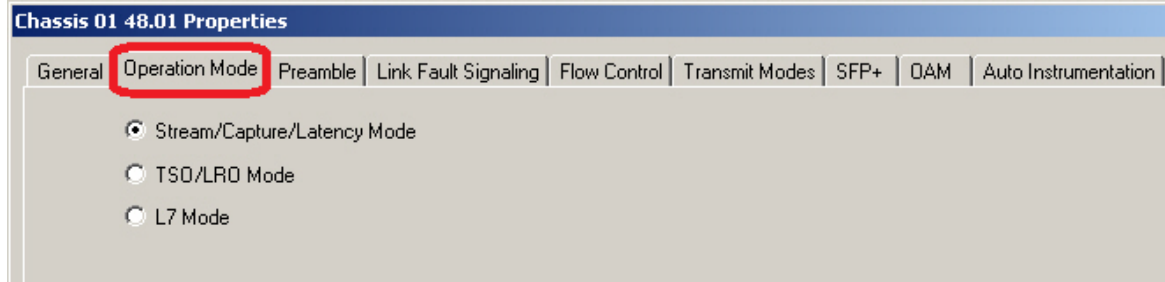 Chassis 01 48.01 Properties
General Operation Mode Preamble Link Fault Signaling Flow Control Transmit Modes SFP+ OAM Auto Instrumentation
Stream/Capture/Latency Mode
TSO/LRO Mode
L7 Mode